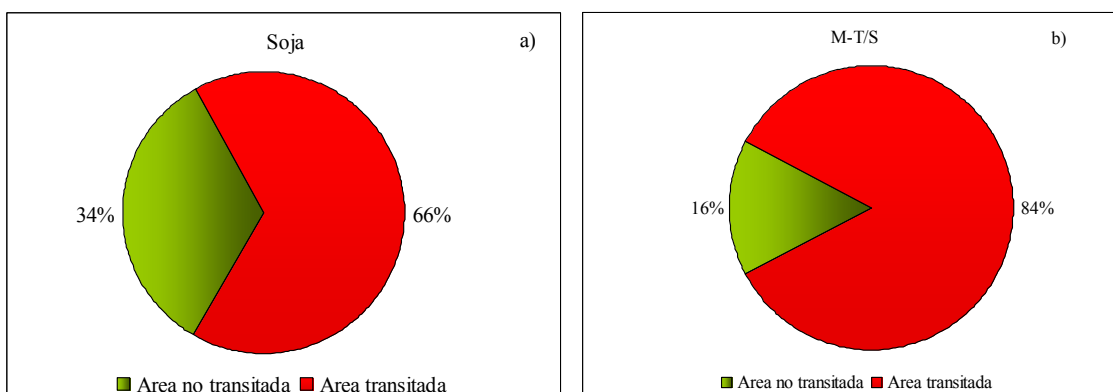 Soja
a)
34%
66%
Area no transitada
Area transitada
M-T/S
b)
16%
84%
Area no transitada
Area transitada